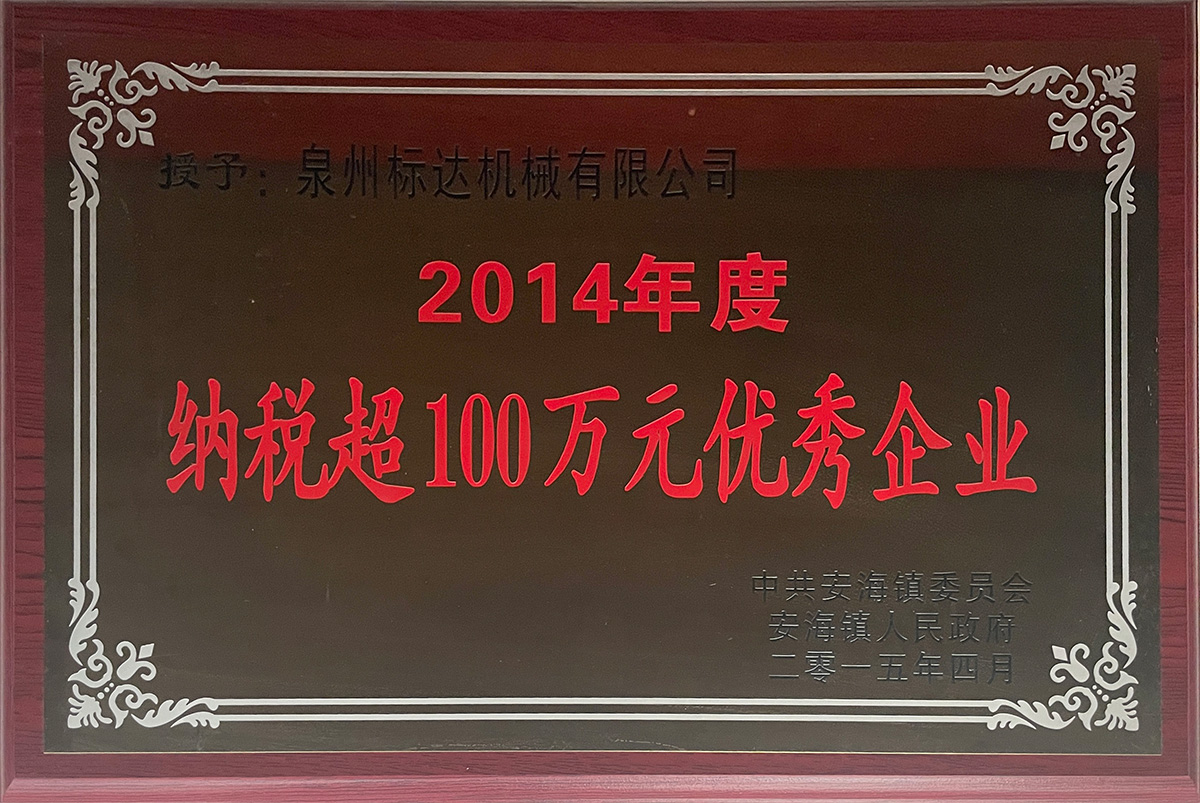 授予：泉州标达机械有限公司
2014年度
纳税超100万元优秀企业
中共安海镇委员会
安海镇人民政府
二零一五年四月